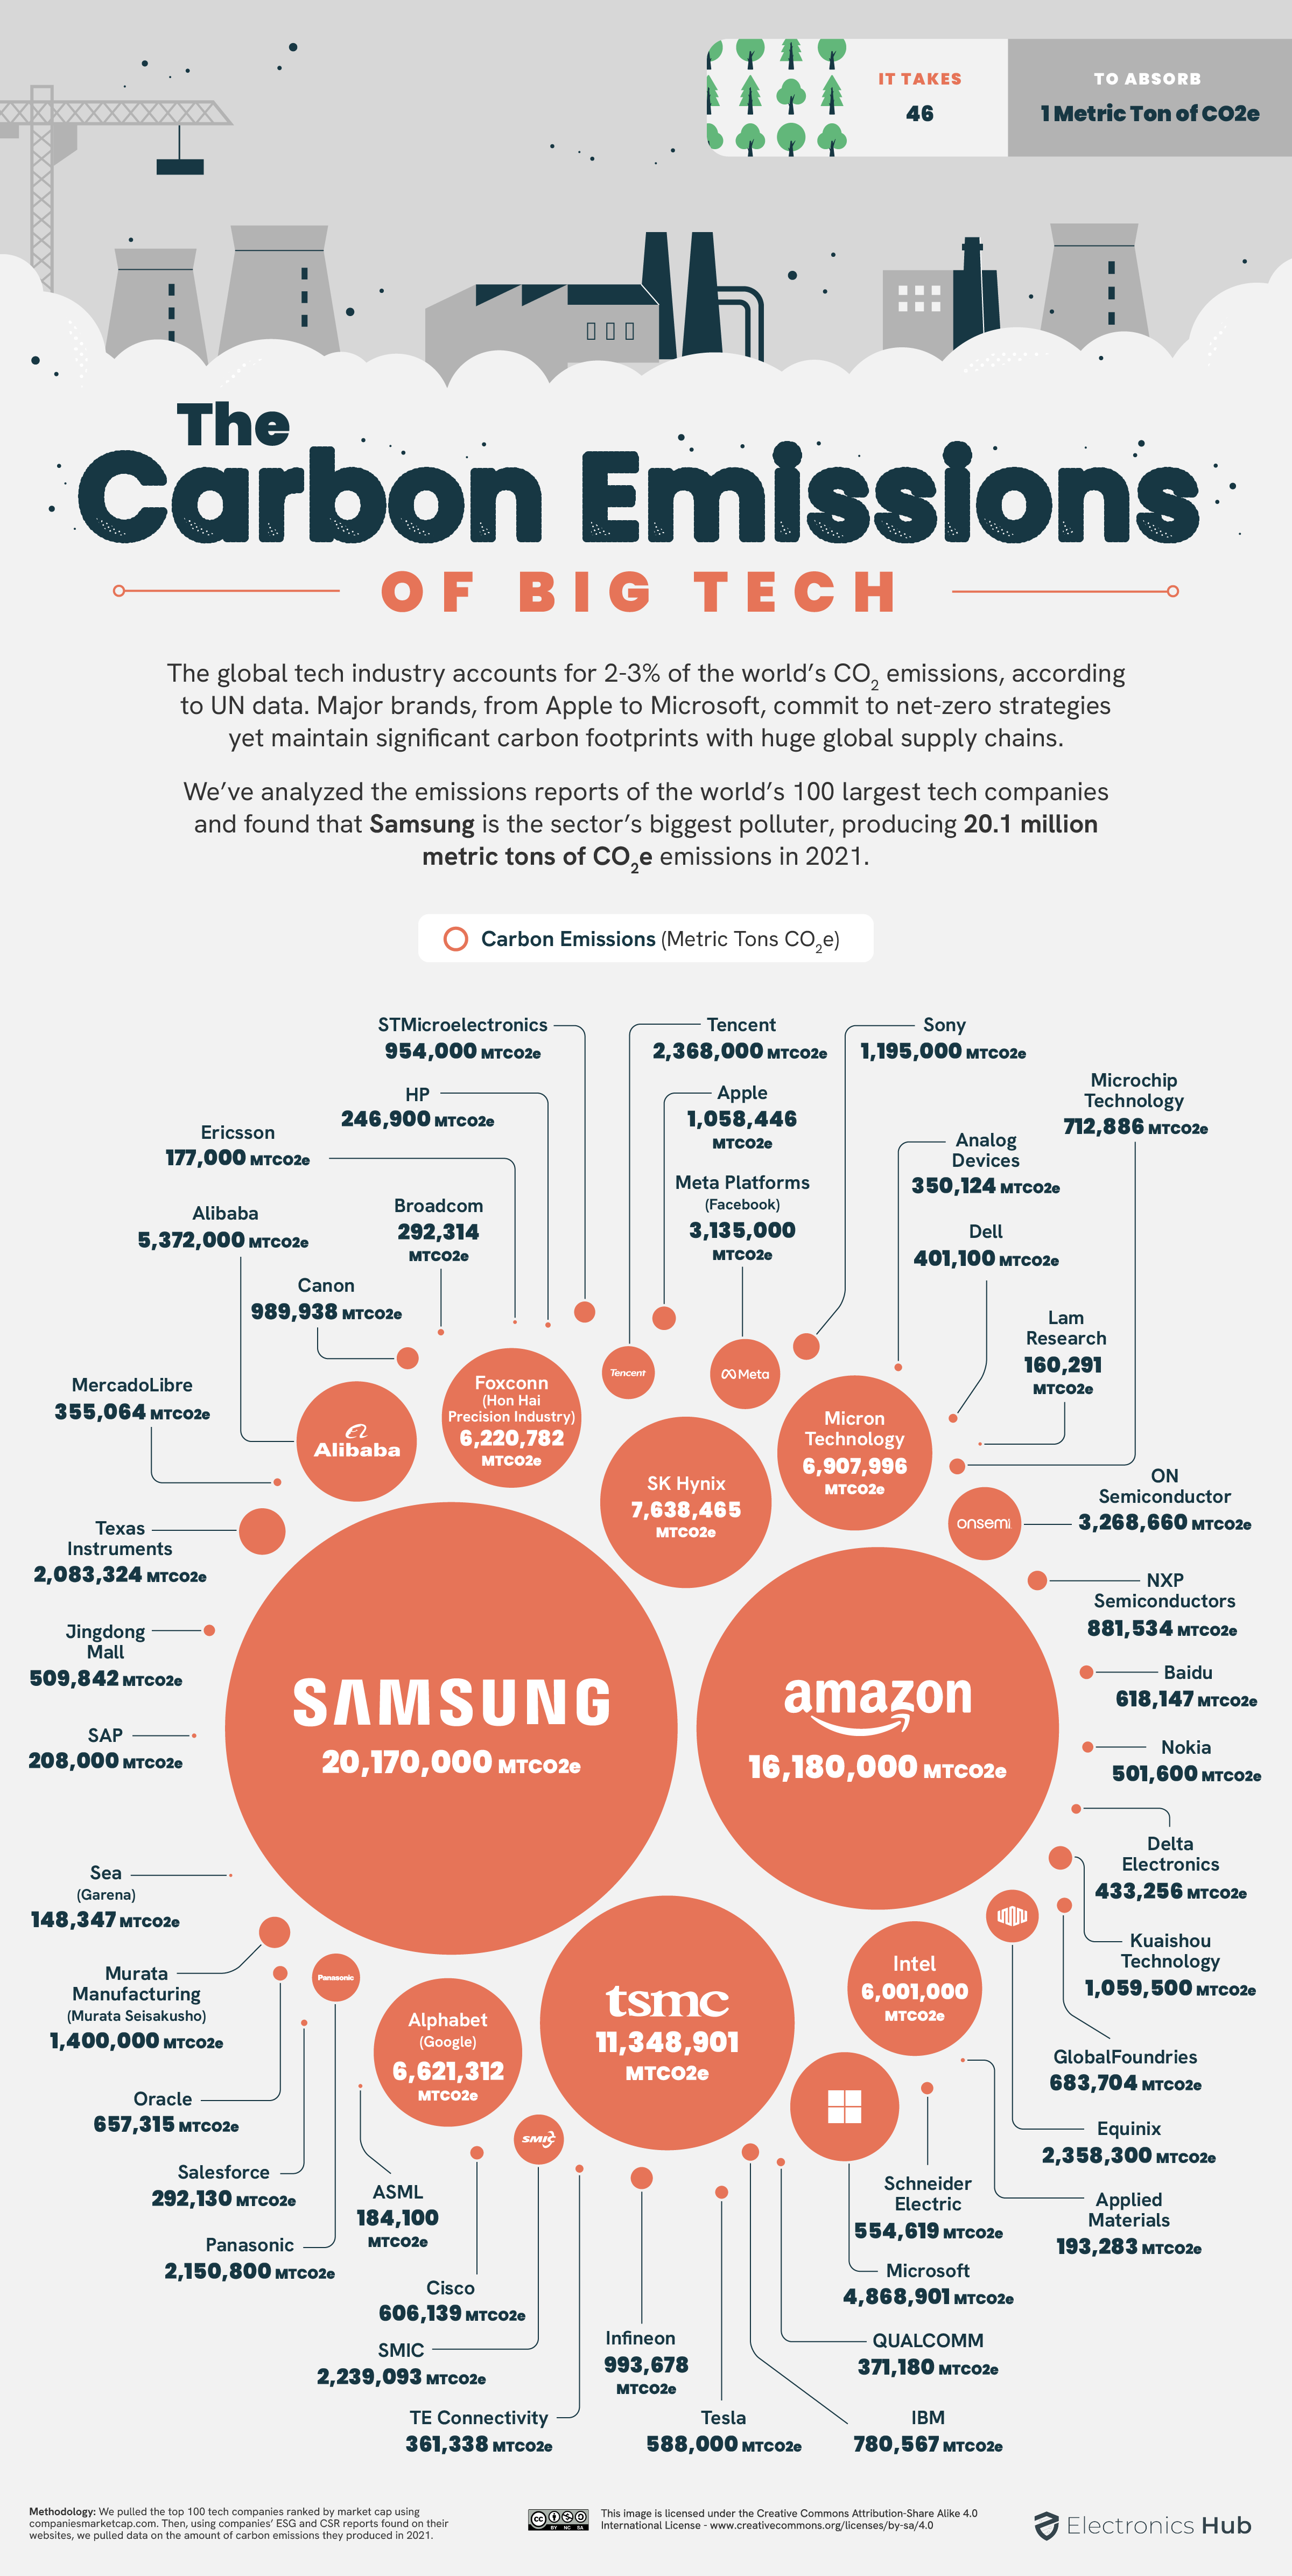 IT TAKES
46
TO ABSORB
1 Metric Ton of CO2e
The
Carbon Emissions
OF BIG TECH
The global tech industry accounts for 2-3% of the world's CO2 emissions, according
to UN data. Major brands, from Apple to Microsoft, commit to net-zero strategies
yet maintain significant carbon footprints with huge global supply chains.
We've analyzed the emissions reports of the world's 100 largest tech companies
and found that Samsung is the sector's biggest polluter, producing 20.1 million
metric tons of CO2e emissions in 2021.
Carbon Emissions (Metric Tons CO2e)
STMicroelectronics
954,000 MTCO2e
Tencent
2,368,000 MTCO2e
Sony
1,195,000 MTCO2e
HP
246,900 MTCO2e
Apple
1,058,446
MTCO2e
Microchip
Technology
712,886 MTCO2e
Ericsson
177,000 MTCO2e
Analog
Devices
350,124 MTCO2e
Alibaba
5,372,000 MTCO2e
Broadcom
292,314
MTCO2e
Meta Platforms
(Facebook)
3,135,000
MTCO2e
Dell
401,100 MTCO2e
Canon
989,938 MTCO2e
Lam
Research
160,291
MTCO2e
MercadoLibre
355,064 MTCO2e
Alibaba
Foxconn
(Hon Hai
Precision Industry)
6,220,782
MTCO2e
Tencent
Meta
Micron
Technology
6,907,996
MTCO2e
SK Hynix
7,638,465
MTCO2e
ON
Semiconductor
3,268,660 MTCO2e
onsemi
Texas
Instruments
2,083,324 MTCO2e
NXP
Semiconductors
881,534 MTCO2e
Jingdong
Mall
509,842 MTCO2e
Baidu
618,147 MTCO2e
SAP
208,000 MTCO2e
SAMSUNG
20,170,000 MTCO2e
amazon
16,180,000 MTCO2e
Nokia
501,600 MTCO2e
Delta
Electronics
433,256 MTCO2e
Sea
(Garena)
148,347 MTCO2e
Kuaishou
Technology
1,059,500 MTCO2e
Murata
Manufacturing
(Murata Seisakusho)
1,400,000 MTCO2e
Panasonic
Alphabet
(Google)
6,621,312
MTCO2e
tsmc
11,348,901
MTCO2e
Intel
6,001,000
MTCO2e
GlobalFoundries
683,704 MTCO2e
Oracle
657,315 MTCO2e
SMIC
Equinix
2,358,300 MTCO2e
Salesforce
292,130 MTCO2e
ASML
184,100
MTCO2e
Schneider
Electric
554,619 MTCO2e
Applied
Materials
193,283 MTCO2e
Panasonic
2,150,800 MTCO2e
Cisco
606,139 MTCO2e
Microsoft
4,868,901 MTCO2e
SMIC
2,239,093 MTCO2e
Infineon
993,678
MTCO2e
QUALCOMM
371,180 MTCO2e
TE Connectivity
361,338 MTCO2e
Tesla
588,000 MTCO2e
IBM
780,567 MTCO2e
Methodology: We pulled the top 100 tech companies ranked by market cap using
companiesmarketcap.com. Then, using companies' ESG and CSR reports found on their
websites, we pulled data on the amount of carbon emissions they produced in 2021.
cc
BY NC SA
This image is licensed under the Creative Commons Attribution-Share Alike 4.0
International License - www.creativecommons.org/licenses/by-sa/4.0
Electronics Hub